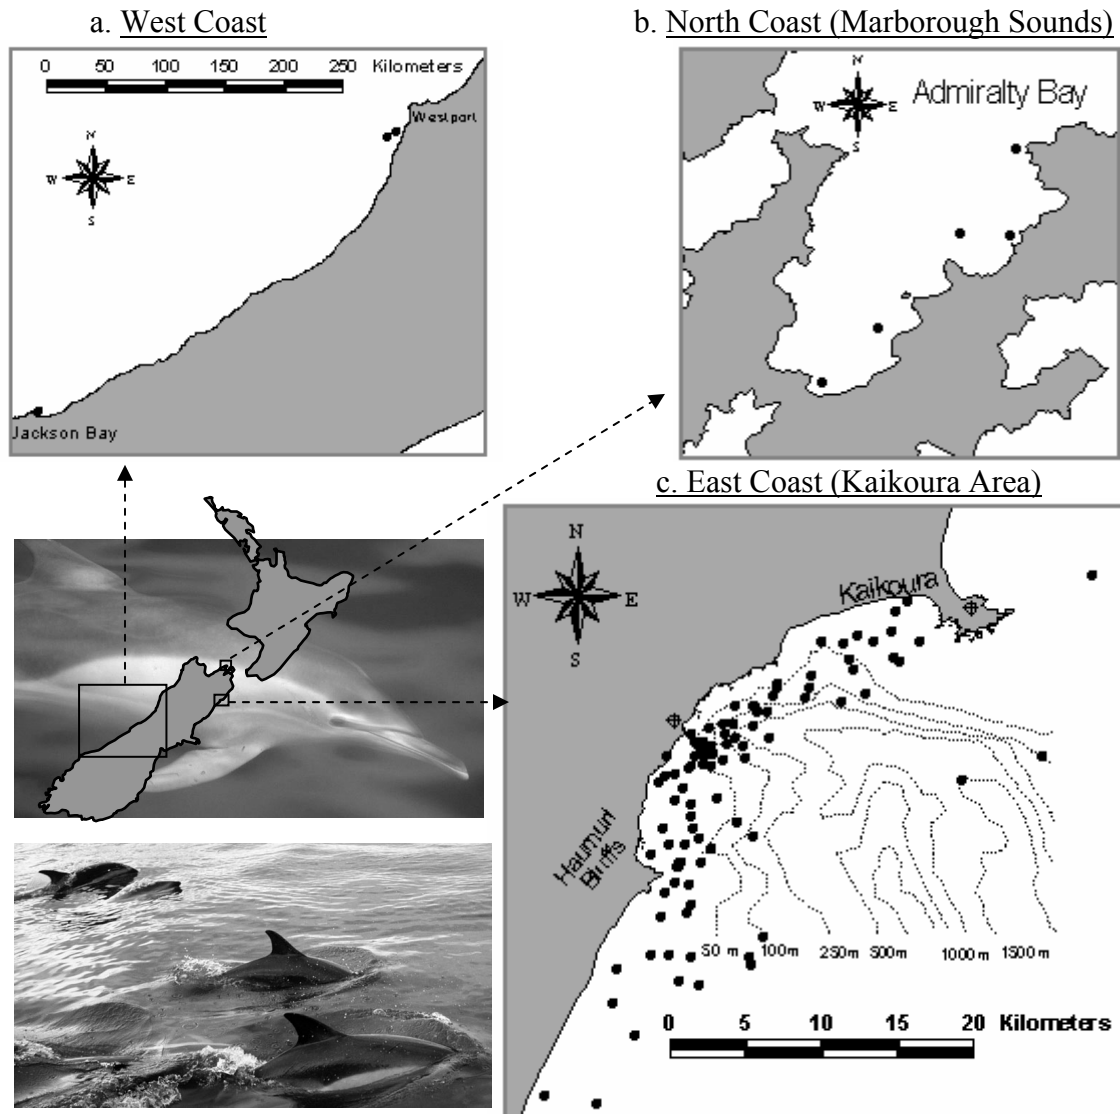 a. West Coast
0 50 100 150 200 250 Kilometers
Westport
N
W E
S
Jackson Bay
b. North Coast (Marborough Sounds)
N
W E
S
Admiralty Bay
c. East Coast (Kaikoura Area)
N
W E
S
Kaikoura
Haumuri
Bluffs
50 m 100m 250 m 500m 1000m 1500m
0 5 10 15 20 Kilometers